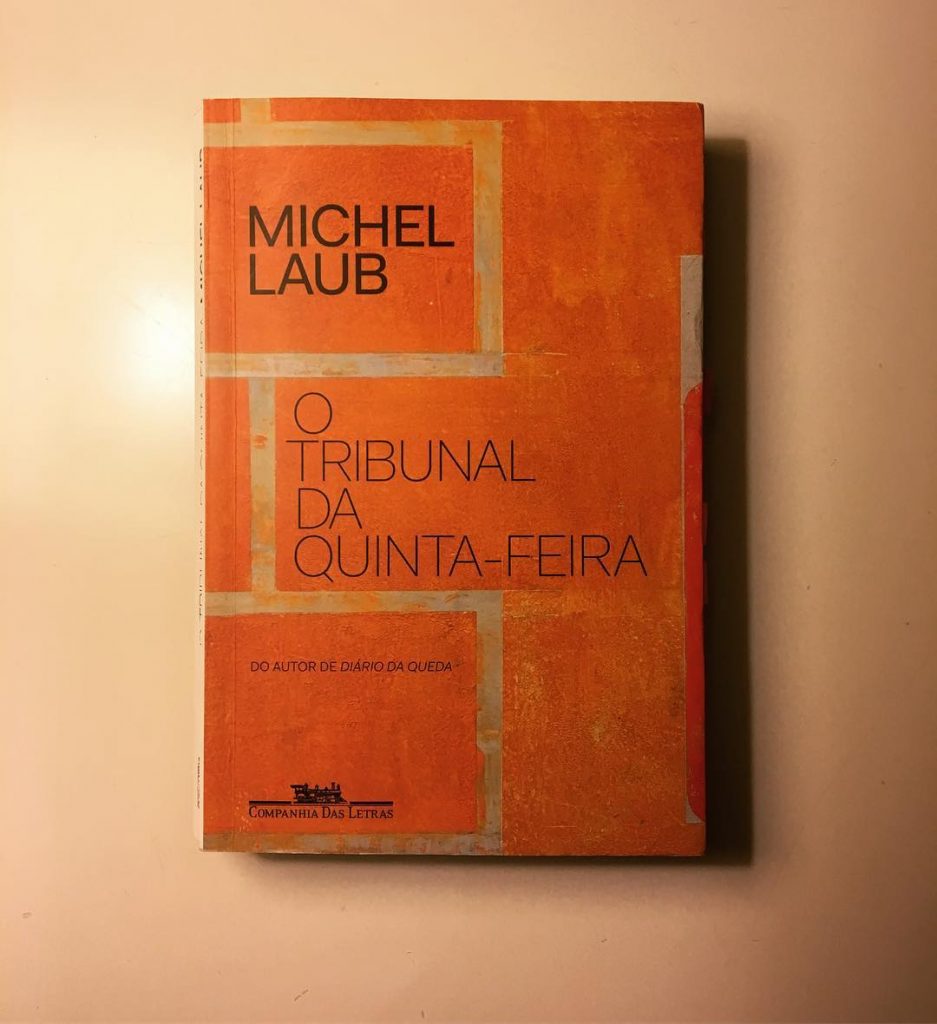 MICHEL
LAUB
O
TRIBUNAL
DA
QUINTA-FEIRA
DO AUTOR DE DIÁRIO DA QUEDA
COMPANHIA DAS LETRAS